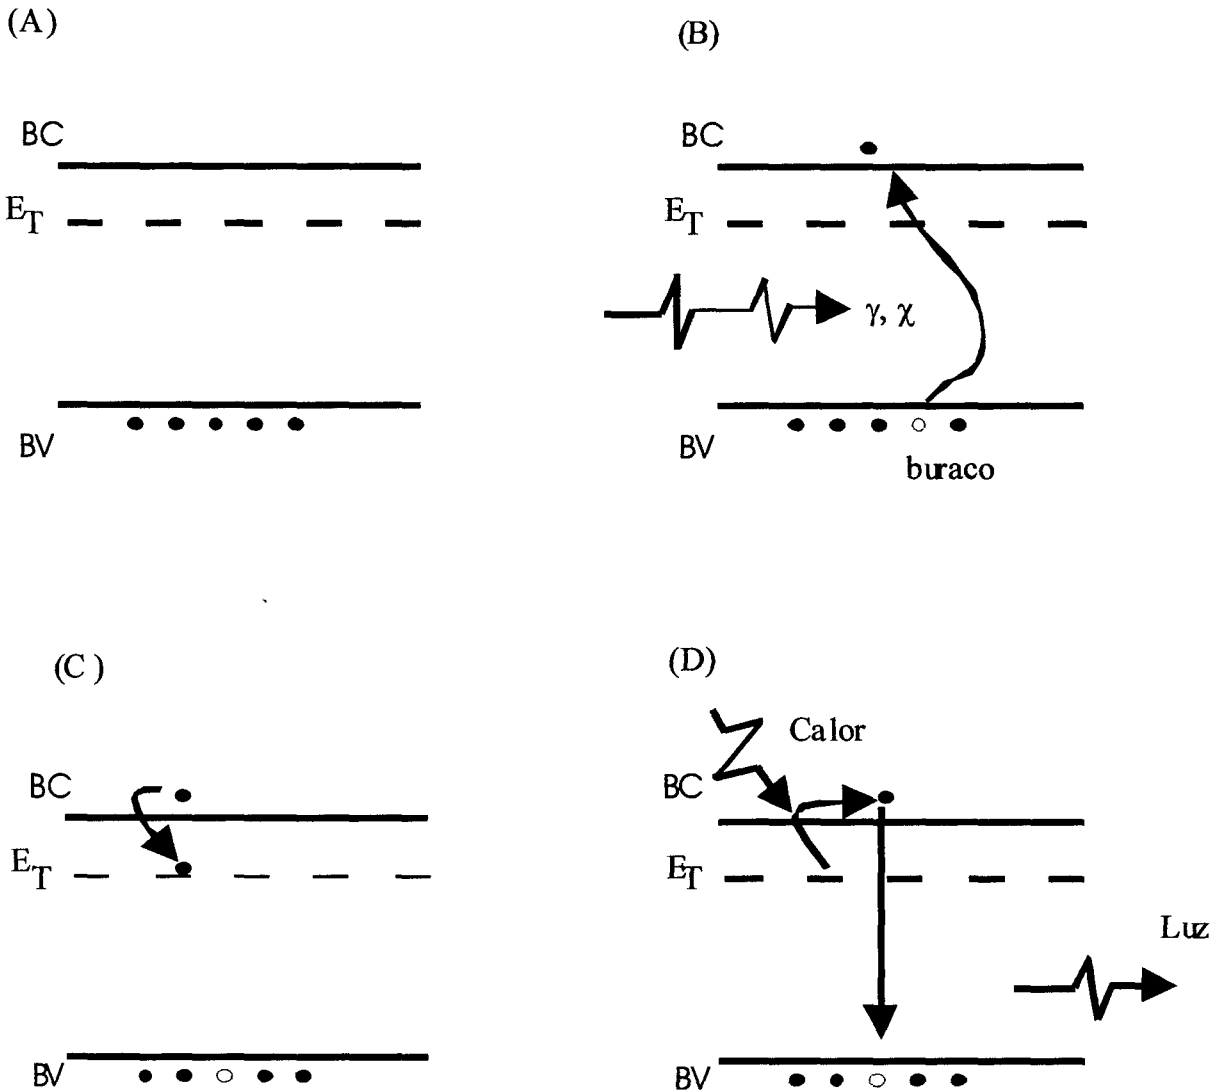 (A)
BC
E_T
BV
(B)
BC
E_T
γ, χ
BV
buraco
(C)
BC
E_T
BV
(D)
Calor
BC
E_T
Luz
BV